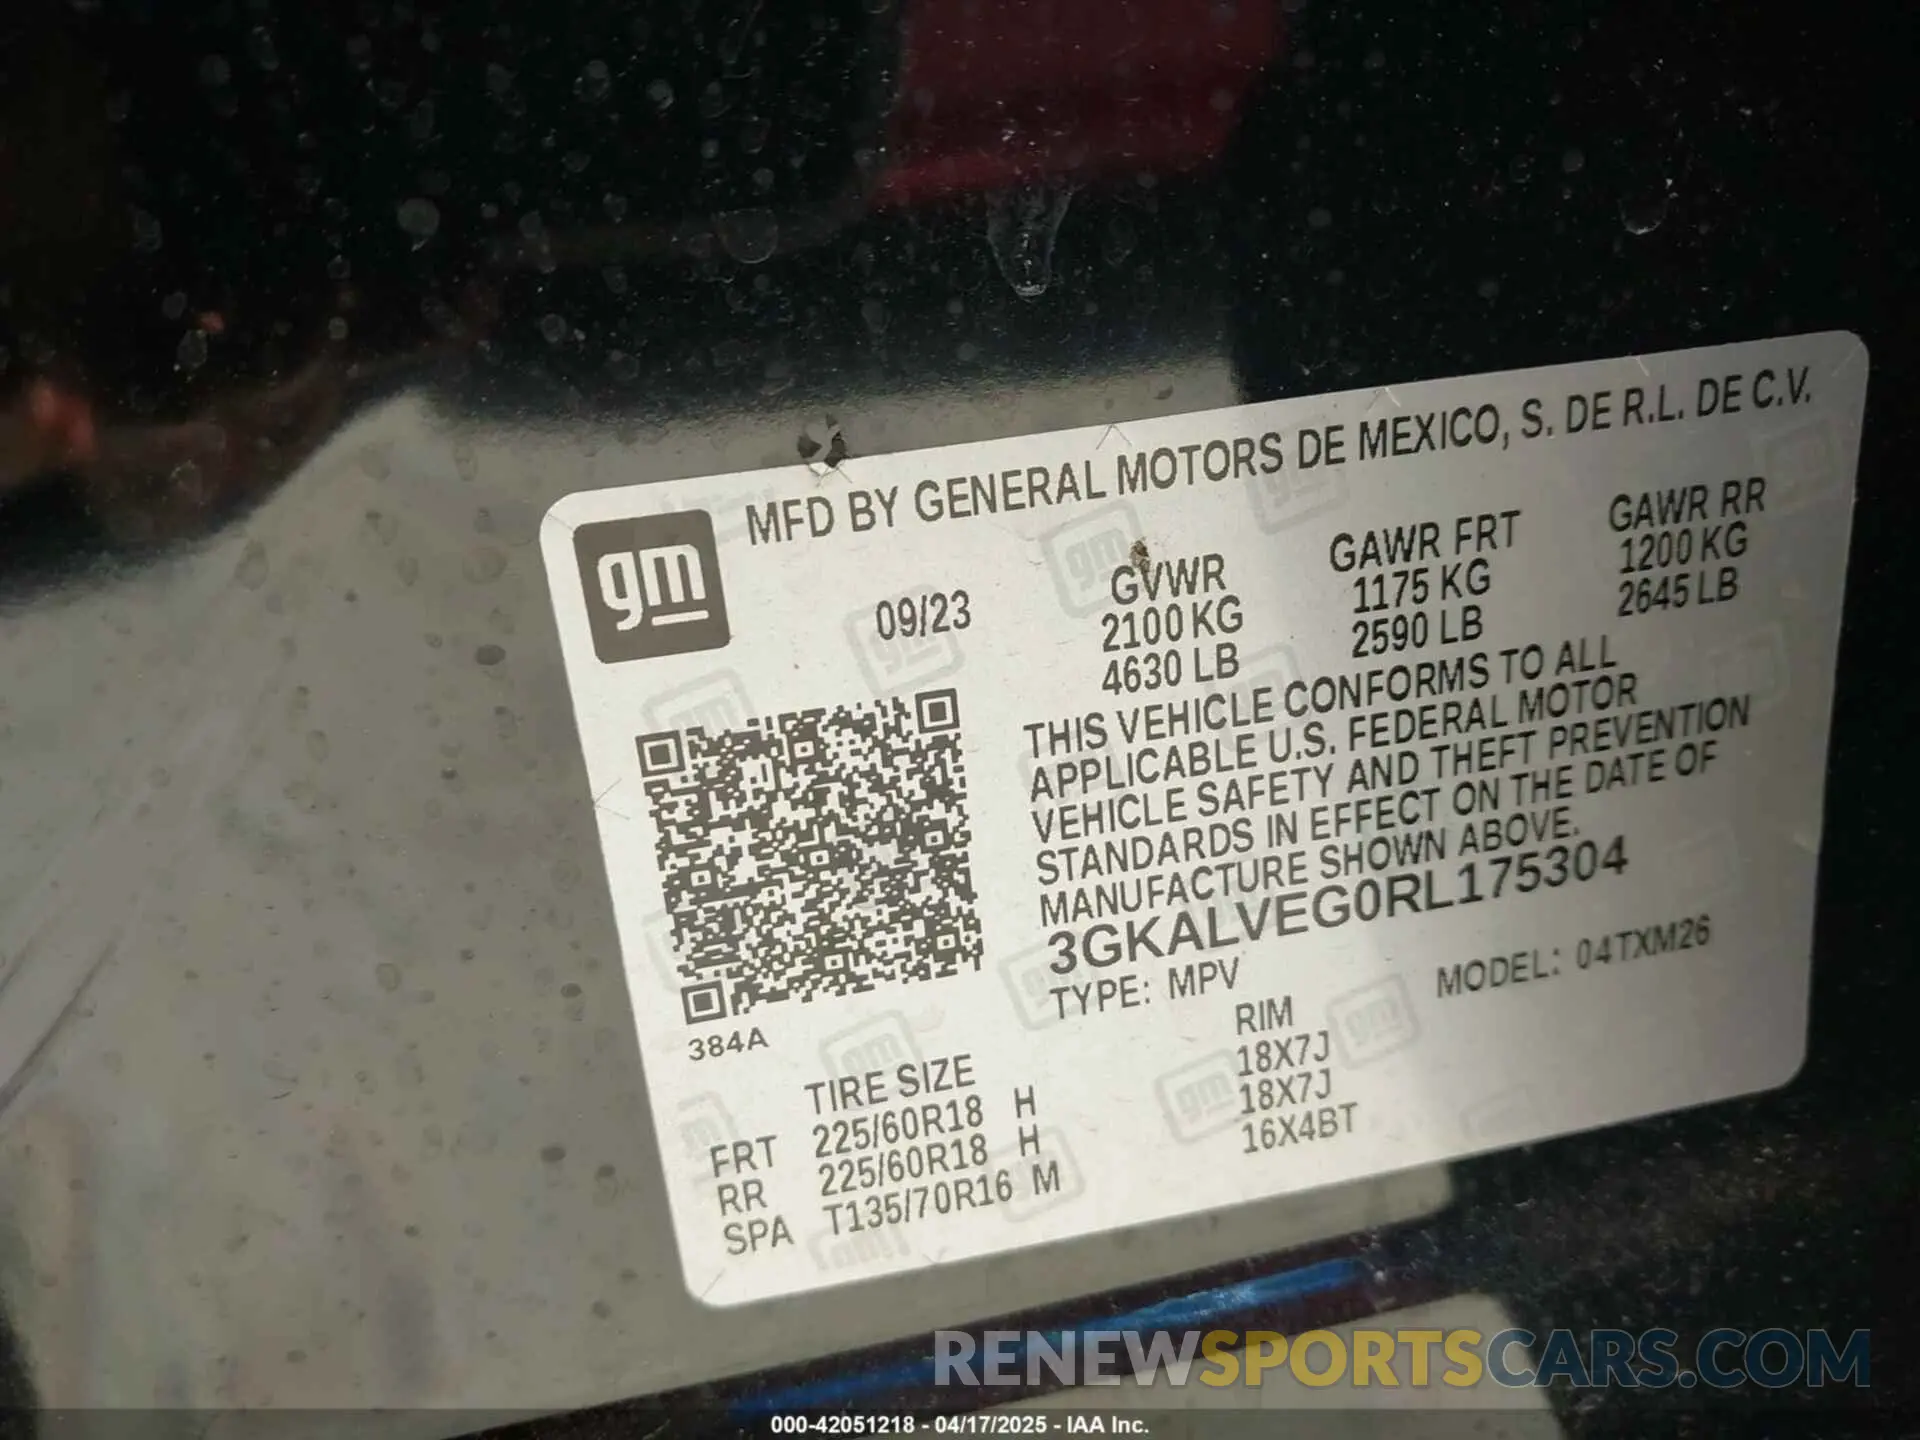 MFD BY GENERAL MOTORS DE MEXICO, S. DE R.L. DE C.V.
gm
09/23
GVWR GAWR FRT GAWR RR
2100 KG 1175 KG 1200 KG
4630 LB 2590 LB 2645 LB
THIS VEHICLE CONFORMS TO ALL
APPLICABLE U.S. FEDERAL MOTOR
VEHICLE SAFETY AND THEFT PREVENTION
STANDARDS IN EFFECT ON THE DATE OF
MANUFACTURE SHOWN ABOVE.
3GKALVEG0RL175304
TYPE: MPV MODEL: 04TXM26
384A
TIRE SIZE RIM
FRT 225/60R18 H 18X7J
RR 225/60R18 H 18X7J
SPA T135/70R16 M 16X4BT
RENEWSPORTSCARS.COM
000-42051218 - 04/17/2025 - IAA Inc.